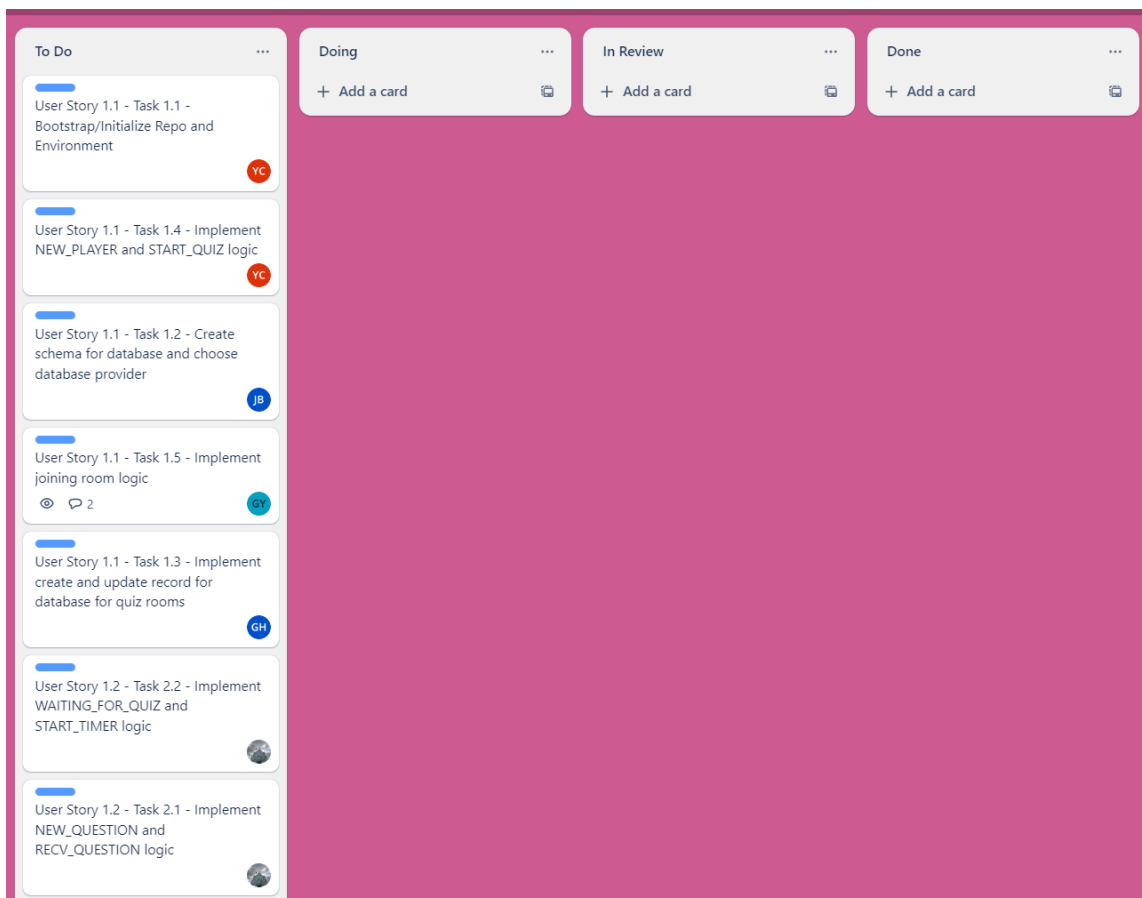 To Do
User Story 1.1 - Task 1.1 -
Bootstrap/Initialize Repo and
Environment
YC
User Story 1.1 - Task 1.4 - Implement
NEW_PLAYER and START_QUIZ logic
YC
User Story 1.1 - Task 1.2 - Create
schema for database and choose
database provider
JB
User Story 1.1 - Task 1.5 - Implement
joining room logic
2
GY
User Story 1.1 - Task 1.3 - Implement
create and update record for
database for quiz rooms
GH
User Story 1.2 - Task 2.2 - Implement
WAITING_FOR_QUIZ and
START_TIMER logic
User Story 1.2 - Task 2.1 - Implement
NEW_QUESTION and
RECV_QUESTION logic
Doing
+ Add a card
In Review
+ Add a card
Done
+ Add a card